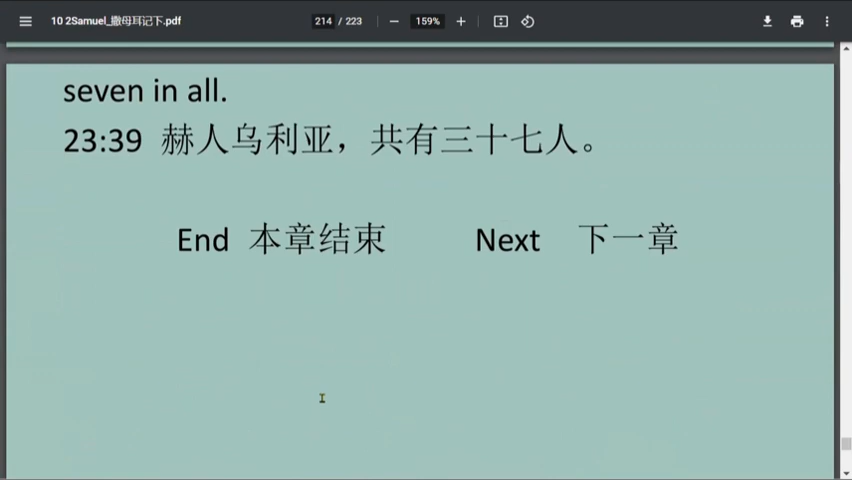 10 2Samuel_撒母耳记下.pdf 214 / 223 159%
seven in all.
23:39 赫人乌利亚，共有三十七人。
End 本章结束 Next 下一章